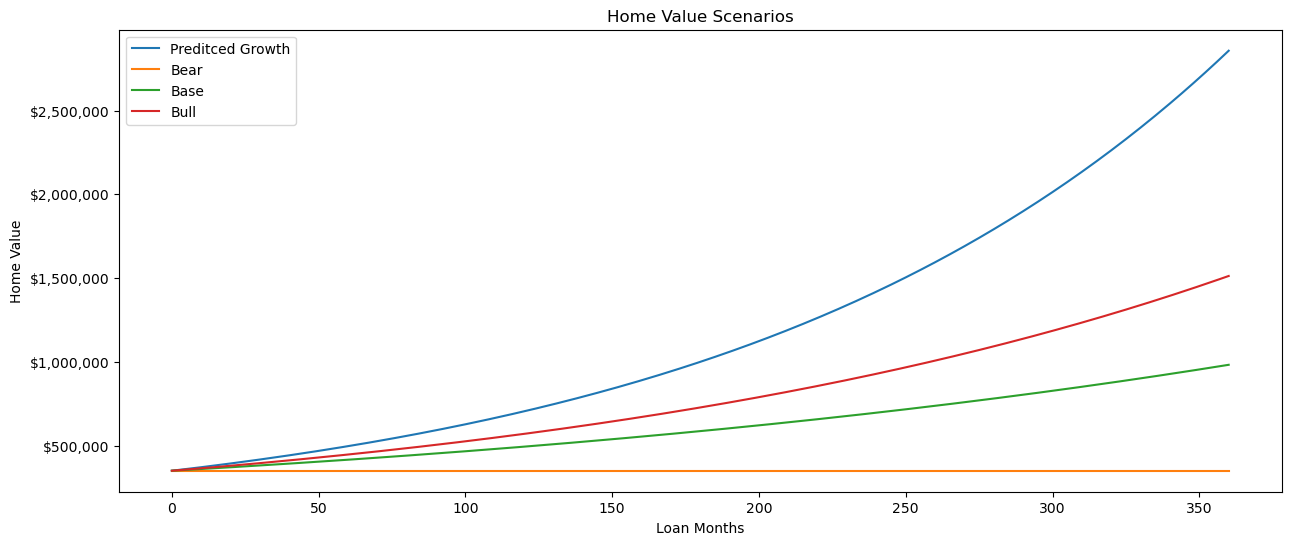 Home Value Scenarios
Preditced Growth
Bear
Base
Bull
$2,500,000
$2,000,000
$1,500,000
$1,000,000
$500,000
Home Value
0 50 100 150 200 250 300 350
Loan Months